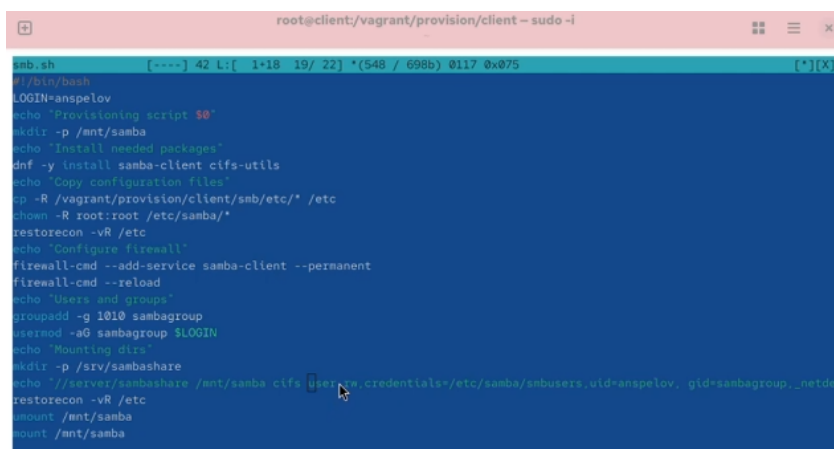 root@client:/vagrant/provision/client – sudo -i
smb.sh [----] 42 L:[ 1+18 19/ 22] *(548 / 698b) 0117 0x075 [*][X]
#!/bin/bash
LOGIN=anspelov
echo "Provisioning script $0"
mkdir -p /mnt/samba
echo "Install needed packages"
dnf -y install samba-client cifs-utils
echo "Copy configuration files"
cp -R /vagrant/provision/client/smb/etc/* /etc
chown -R root:root /etc/samba/*
restorecon -vR /etc
echo "Configure firewall"
firewall-cmd --add-service samba-client --permanent
firewall-cmd --reload
echo "Users and groups"
groupadd -g 1010 sambagroup
usermod -aG sambagroup $LOGIN
echo "Mounting dirs"
mkdir -p /srv/sambashare
echo "//server/sambashare /mnt/samba cifs user,rw,credentials=/etc/samba/smbusers,uid=anspelov, gid=sambagroup,_netde
restorecon -vR /etc
umount /mnt/samba
mount /mnt/samba